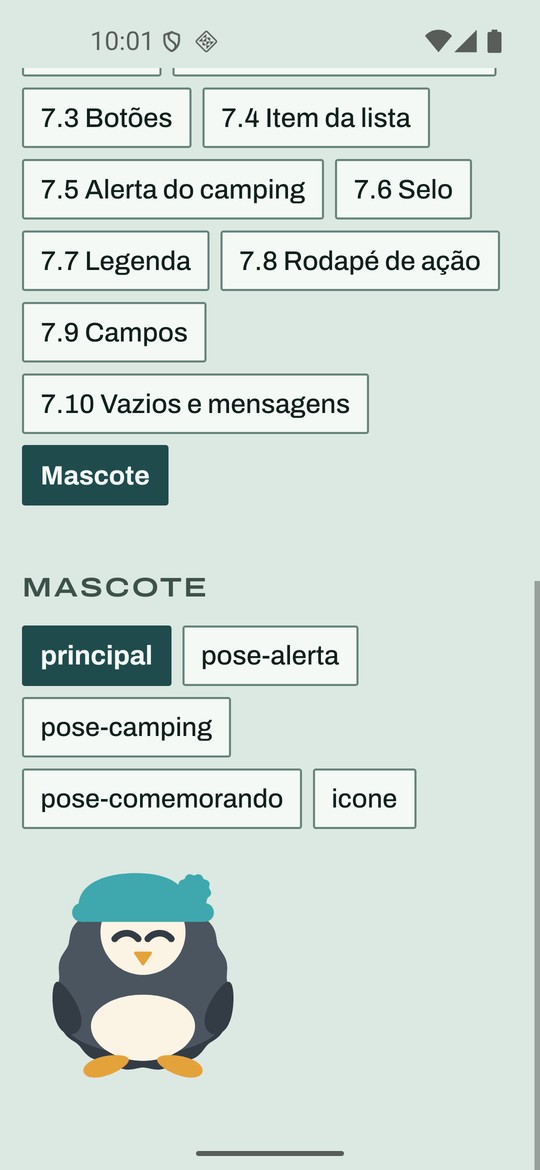 10:01
7.3 Botões
7.4 Item da lista
7.5 Alerta do camping
7.6 Selo
7.7 Legenda
7.8 Rodapé de ação
7.9 Campos
7.10 Vazios e mensagens
Mascote
MASCOTE
principal
pose-alerta
pose-camping
pose-comemorando
icone